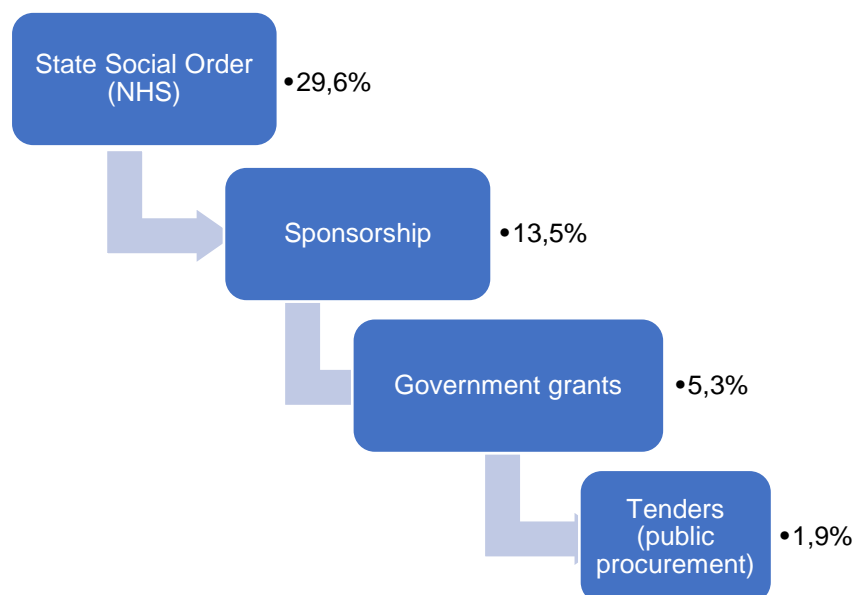 State Social Order
(NHS)
•29,6%
Sponsorship
•13,5%
Government grants
•5,3%
Tenders
(public
procurement)
•1,9%